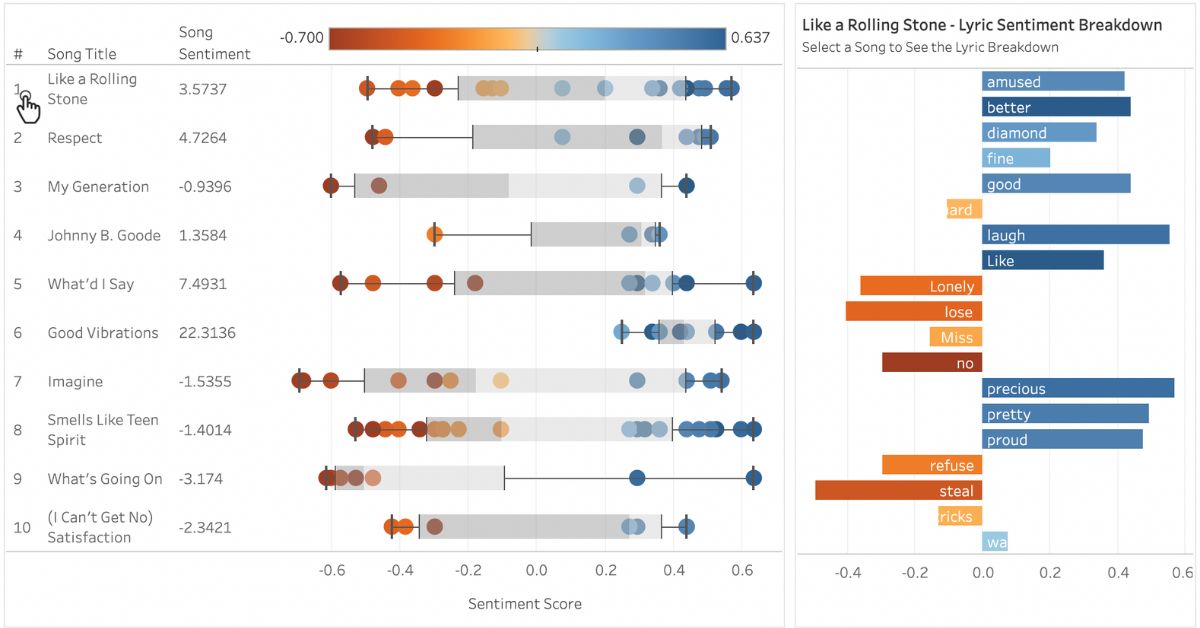 #
Song Title
Song
Sentiment
-0.700
0.637
1
Like a Rolling
Stone
3.5737
2
Respect
4.7264
3
My Generation
-0.9396
4
Johnny B. Goode
1.3584
5
What'd I Say
7.4931
6
Good Vibrations
22.3136
7
Imagine
-1.5355
8
Smells Like Teen
Spirit
-1.4014
9
What's Going On
-3.174
10
(I Can't Get No)
Satisfaction
-2.3421
-0.6 -0.4 -0.2 0.0 0.2 0.4 0.6
Sentiment Score
Like a Rolling Stone - Lyric Sentiment Breakdown
Select a Song to See the Lyric Breakdown
amused
better
diamond
fine
good
ard
laugh
Like
Lonely
lose
Miss
no
precious
pretty
proud
refuse
steal
ricks
wa
-0.4 -0.2 0.0 0.2 0.4 0.6